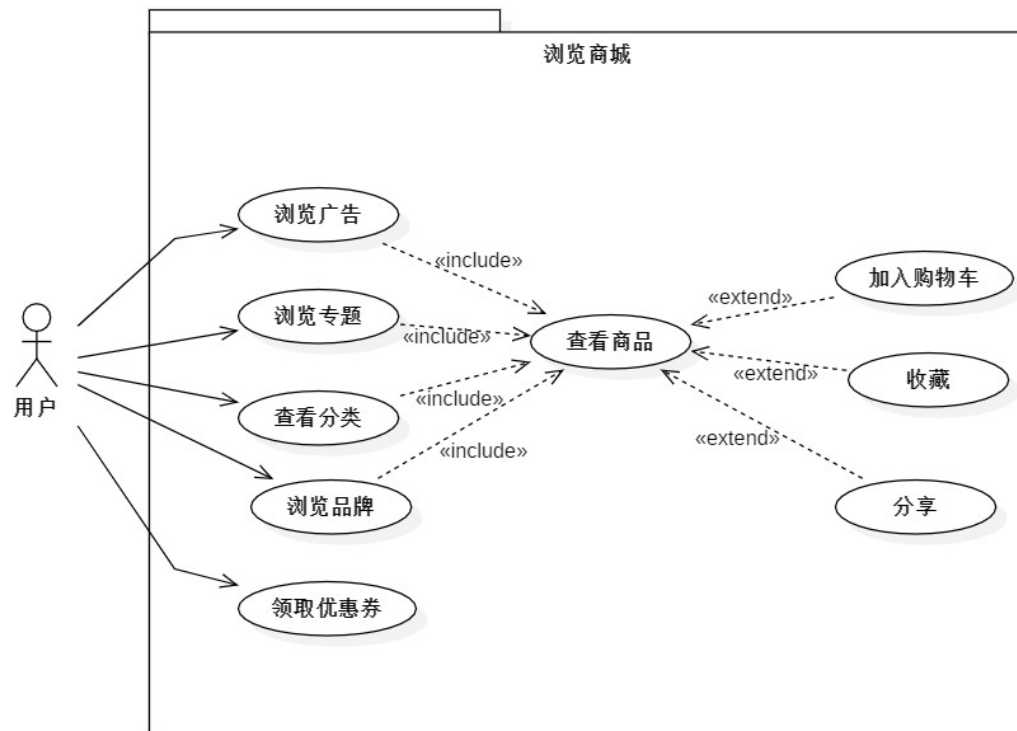 浏览商城
浏览广告
«include»
加入购物车
«extend»
浏览专题
«include»
查看商品
用户
查看分类
«include»
«extend»
收藏
«include»
«extend»
浏览品牌
分享
领取优惠券